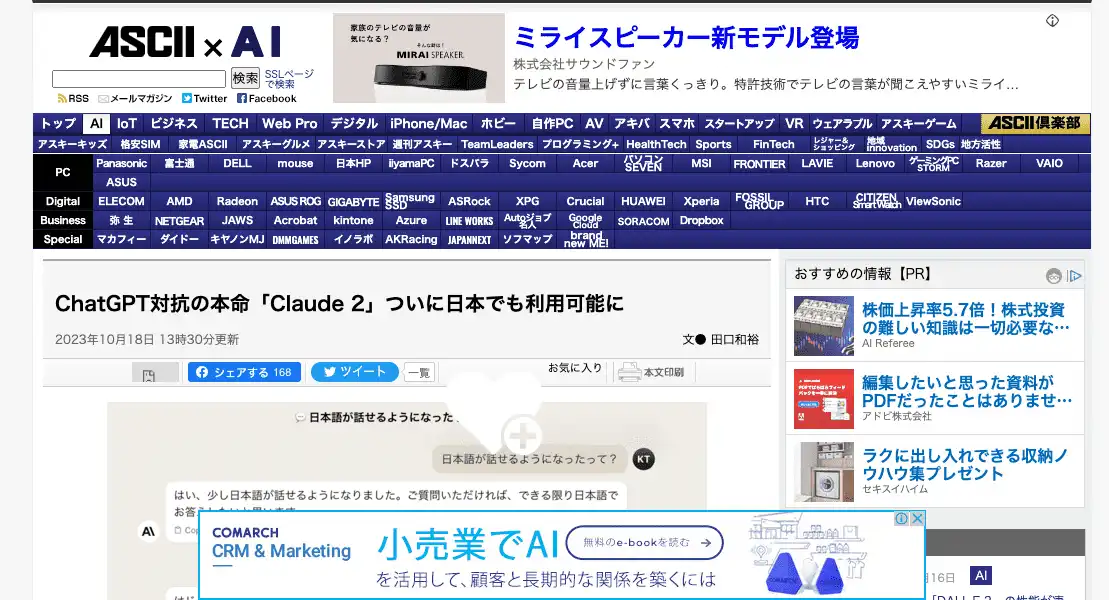 ASCII × AI
検索
SSLページで検索
RSS
メールマガジン
Twitter
Facebook
家族のテレビの音量が
気になる?
そんな時は!
MIRAI SPEAKER
ミライスピーカー新モデル登場
株式会社サウンドファン
テレビの音量上げずに言葉くっきり。特許技術でテレビの言葉が聞こえやすいミライ…
トップ AI IoT ビジネス TECH Web Pro デジタル iPhone/Mac ホビー 自作PC AV アキバ スマホ スタートアップ VR ウェアラブル アスキーゲーム ASCII倶楽部
アスキーキッズ 格安SIM 家電ASCII アスキーグルメ アスキーストア 週刊アスキー TeamLeaders プログラミング+ HealthTech Sports FinTech レジャー&ショッピング 地域innovation SDGs 地方活性
PC Panasonic 富士通 DELL mouse 日本HP iiyamaPC ドスパラ Sycom Acer パソコンSEVEN MSI FRONTIER LAVIE Lenovo ゲーミングPC STORM Razer VAIO
ASUS
Digital ELECOM AMD Radeon ASUS ROG GIGABYTE Samsung SSD ASRock XPG Crucial HUAWEI Xperia FOSSIL GROUP HTC CITIZEN SmartWatch ViewSonic
Business 弥生 NETGEAR JAWS Acrobat kintone Azure LINE WORKS Autoジョブ名人 Google Cloud SORACOM Dropbox
Special マカフィー ダイドー キヤノンMJ DMMGAMES イノラボ AKRacing JAPANNEXT ソフマップ brand new ME!
ChatGPT対抗の本命「Claude 2」ついに日本でも利用可能に
2023年10月18日 13時30分更新
文● 田口和裕
シェアする 168
ツイート
一覧
お気に入り
本文印刷
日本語が話せるようになった
日本語が話せるようになったって?
KT
はい、少し日本語が話せるようになりました。ご質問いただければ、できる限り日本語で
A\
おすすめの情報【PR】
株価上昇率5.7倍!株式投資
の難しい知識は一切必要な…
AI Referee
編集したいと思った資料が
PDFだったことはありませ…
アドビ株式会社
ラクに出し入れできる収納ノ
ウハウ集プレゼント
セキスイハイム
COMARCH
CRM & Marketing
小売業でAI
無料のe-bookを読む →
を活用して、顧客と長期的な関係を築くには
COMARCH
月16日
AI